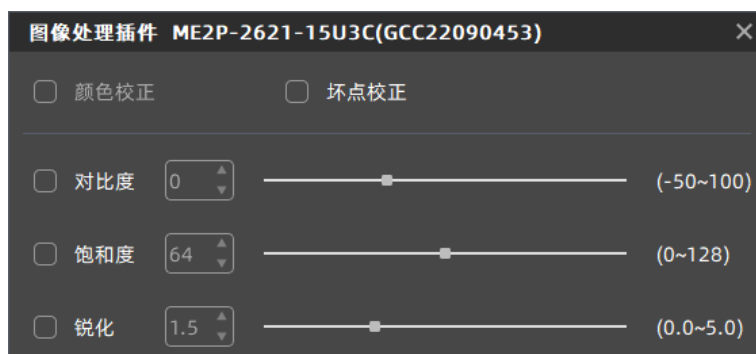 图像处理插件 ME2P-2621-15U3C(GCC22090453)
颜色校正 坏点校正
对比度 0 (-50~100)
饱和度 64 (0~128)
锐化 1.5 (0.0~5.0)